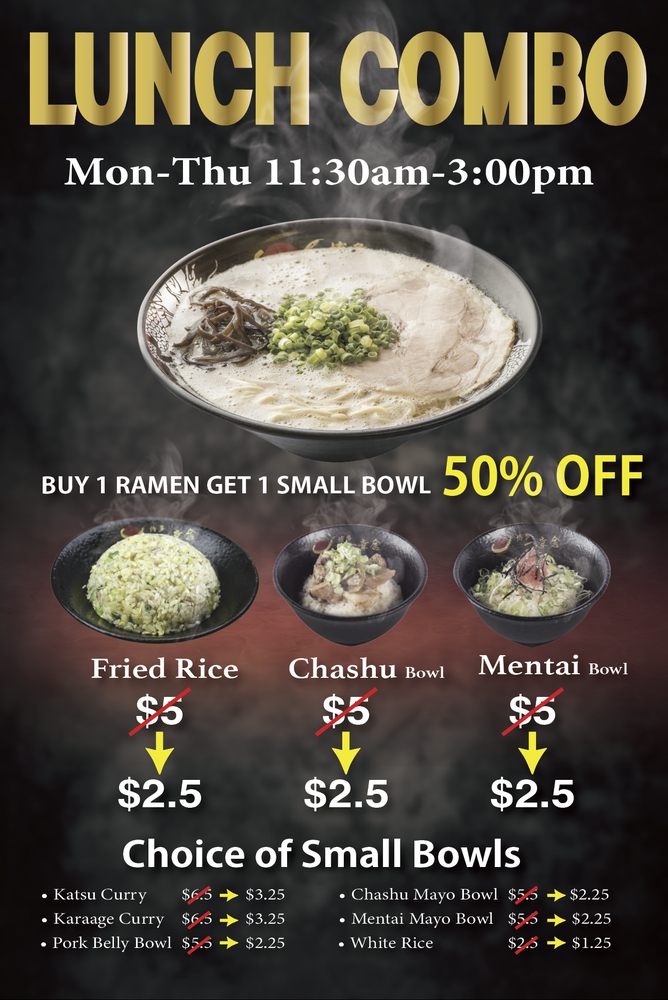 LUNCH COMBO
Mon-Thu 11:30am-3:00pm
BUY 1 RAMEN GET 1 SMALL BOWL 50% OFF
Fried Rice
$5
$2.5
Chashu Bowl
$5
$2.5
Mentai Bowl
$5
$2.5
Choice of Small Bowls
• Katsu Curry $6.5 → $3.25
• Karaage Curry $6.5 → $3.25
• Pork Belly Bowl $5.5 → $2.25
• Chashu Mayo Bowl $5.5 → $2.25
• Mentai Mayo Bowl $5.5 → $2.25
• White Rice $2.5 → $1.25